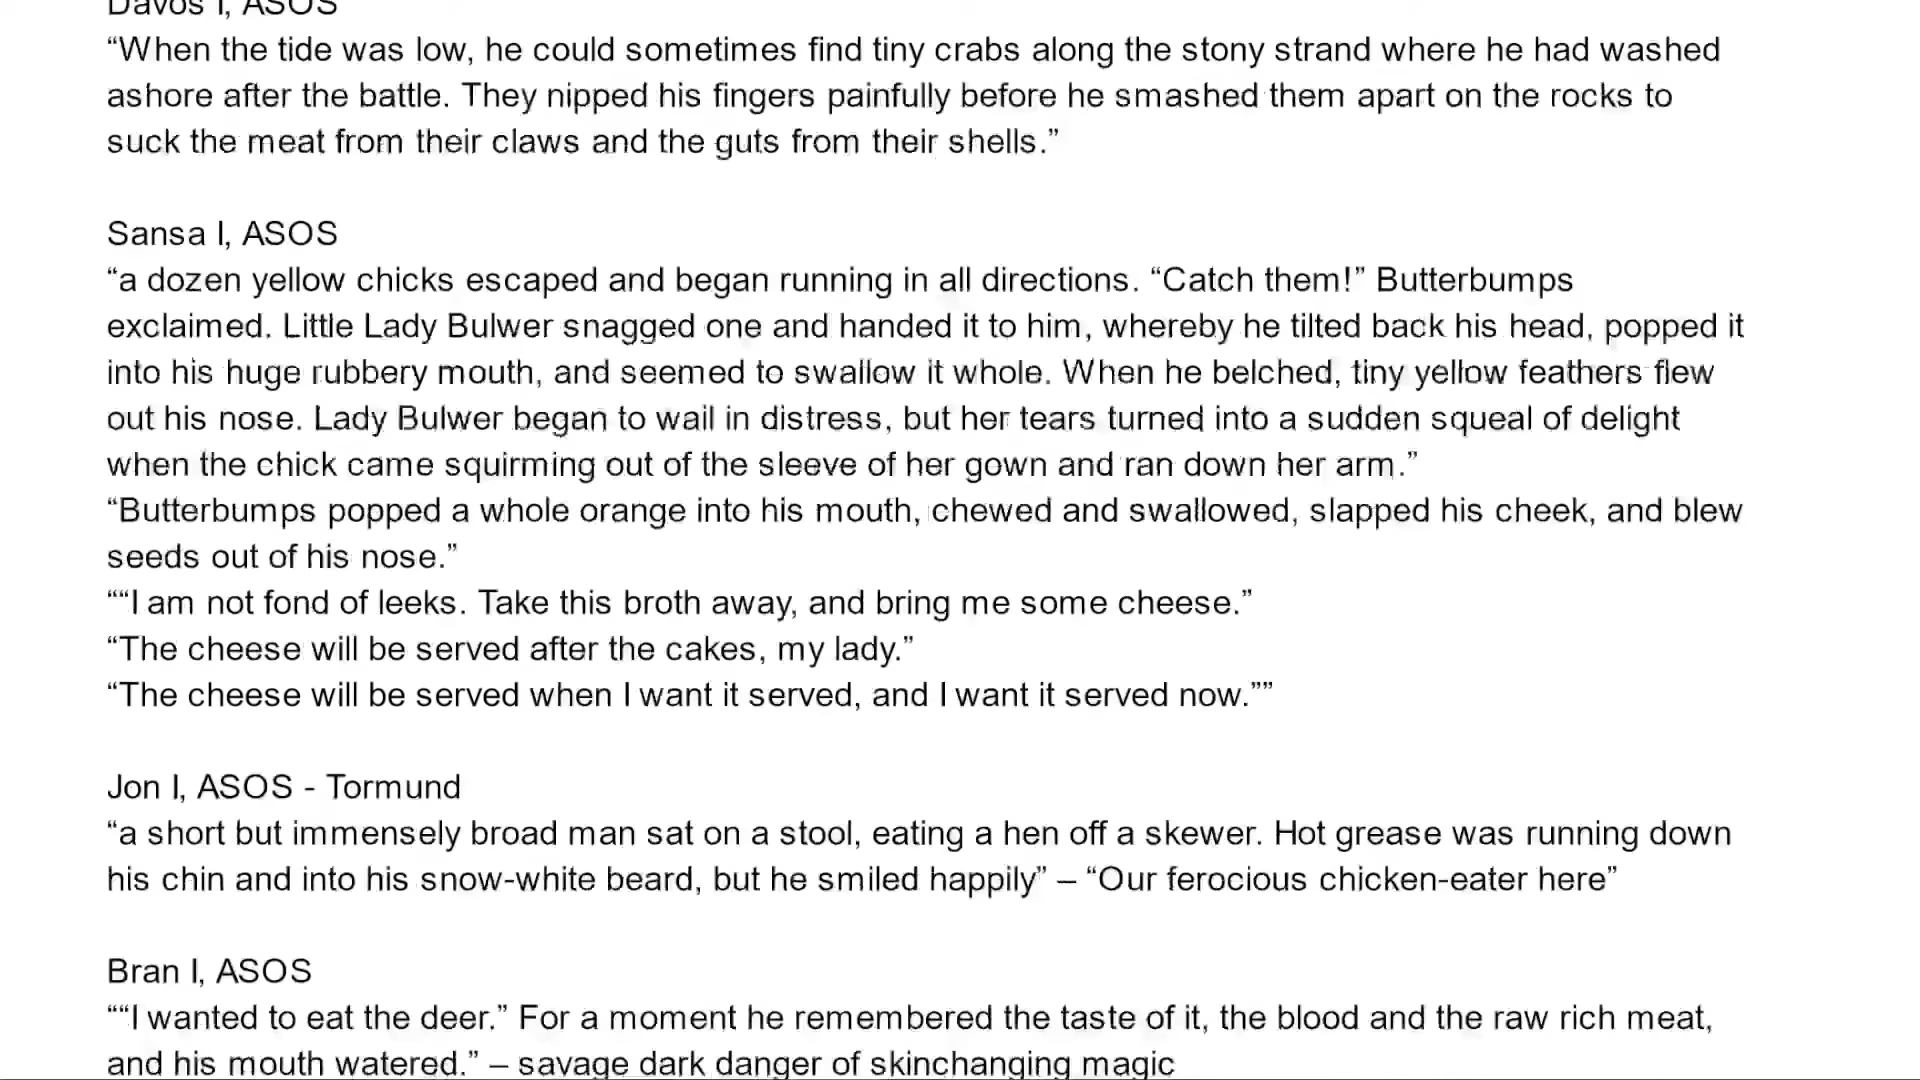 Davos I, ASOS
“When the tide was low, he could sometimes find tiny crabs along the stony strand where he had washed
ashore after the battle. They nipped his fingers painfully before he smashed them apart on the rocks to
suck the meat from their claws and the guts from their shells.”
Sansa I, ASOS
“a dozen yellow chicks escaped and began running in all directions. “Catch them!” Butterbumps
exclaimed. Little Lady Bulwer snagged one and handed it to him, whereby he tilted back his head, popped it
into his huge rubbery mouth, and seemed to swallow it whole. When he belched, tiny yellow feathers flew
out his nose. Lady Bulwer began to wail in distress, but her tears turned into a sudden squeal of delight
when the chick came squirming out of the sleeve of her gown and ran down her arm.”
“Butterbumps popped a whole orange into his mouth, chewed and swallowed, slapped his cheek, and blew
seeds out of his nose.”
““I am not fond of leeks. Take this broth away, and bring me some cheese.”
“The cheese will be served after the cakes, my lady.”
“The cheese will be served when I want it served, and I want it served now.””
Jon I, ASOS - Tormund
“a short but immensely broad man sat on a stool, eating a hen off a skewer. Hot grease was running down
his chin and into his snow-white beard, but he smiled happily” – “Our ferocious chicken-eater here”
Bran I, ASOS
““I wanted to eat the deer.” For a moment he remembered the taste of it, the blood and the raw rich meat,
and his mouth watered.” – savage dark danger of skinchanging magic